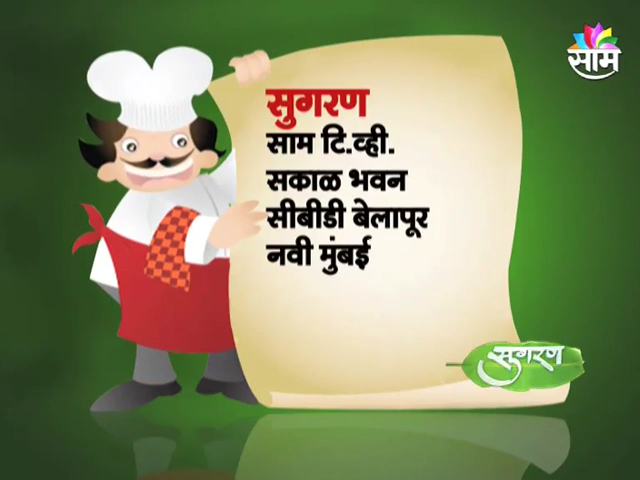 साम
सुगरण
साम टि.व्ही.
सकाळ भवन
सीबीडी बेलापूर
नवी मुंबई
सुगरण